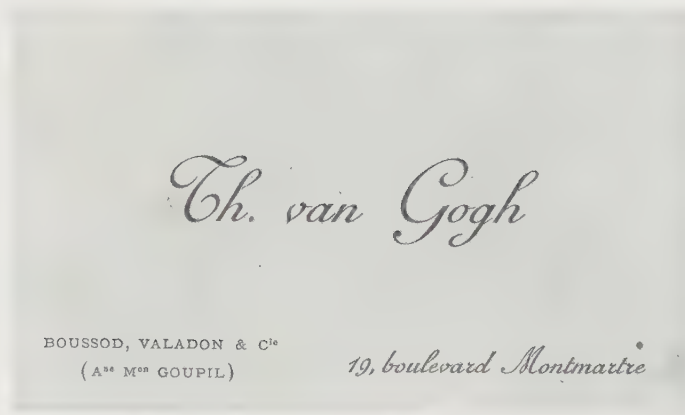 Th. van Gogh
BOUSSOD, VALADON & Cie
(Ane Mon GOUPIL)
19, boulevard Montmartre